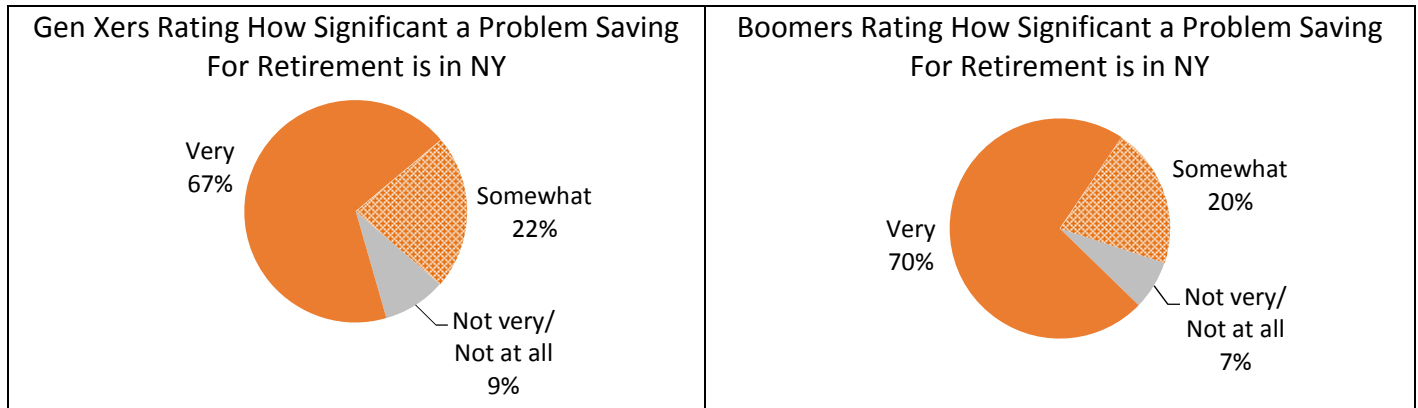 Gen Xers Rating How Significant a Problem Saving
For Retirement is in NY
Very
67%
Somewhat
22%
Not very/
Not at all
9%
Boomers Rating How Significant a Problem Saving
For Retirement is in NY
Very
70%
Somewhat
20%
Not very/
Not at all
7%